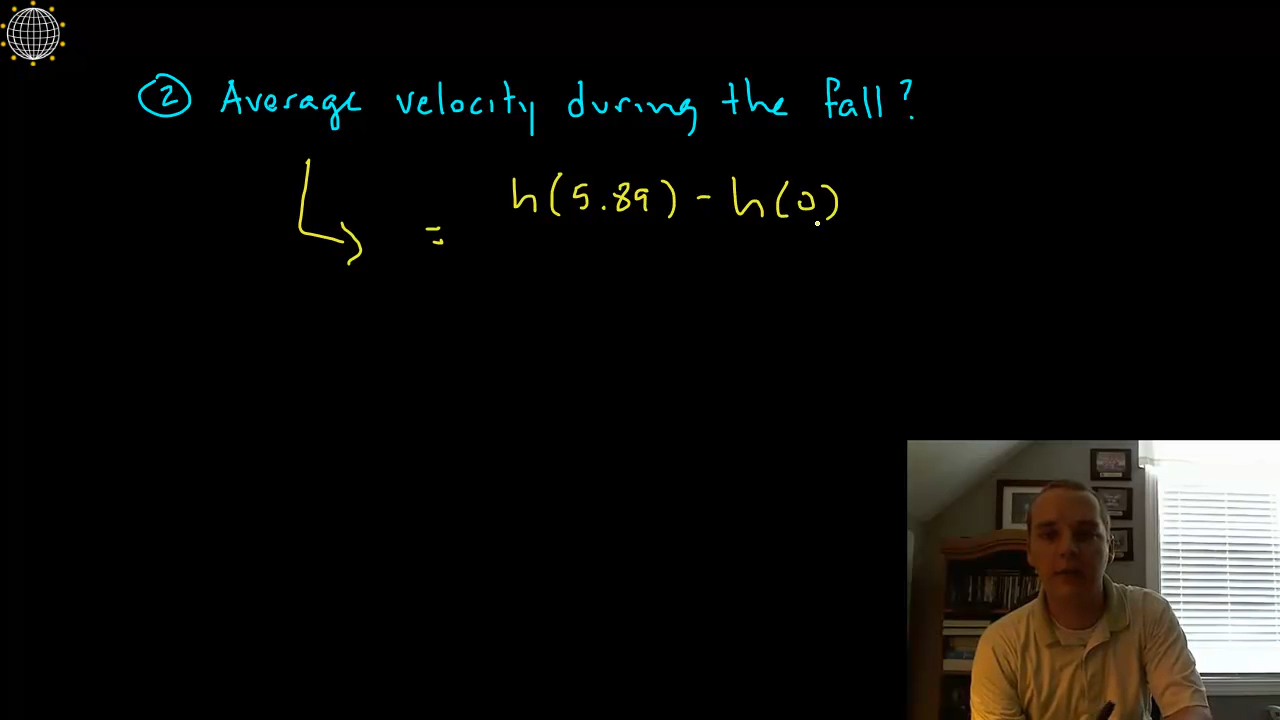 ② Average velocity during the fall?
= h(5.89) - h(0)